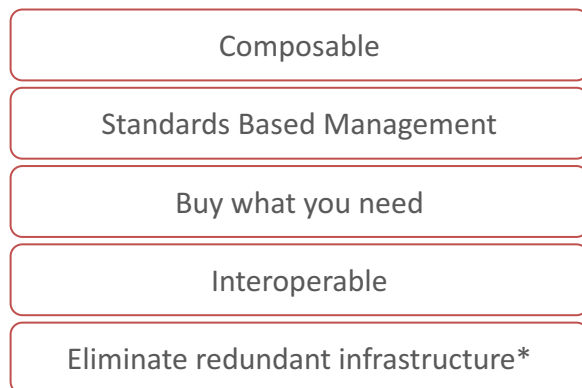 Composable
Standards Based Management
Buy what you need
Interoperable
Eliminate redundant infrastructure*